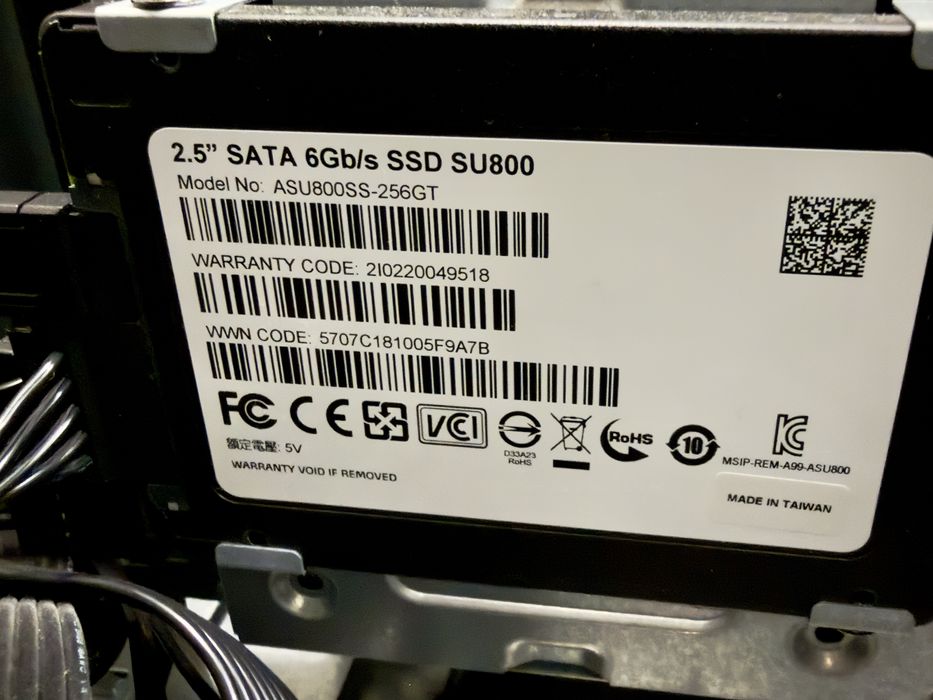 2.5” SATA 6Gb/s SSD SU800
Model No: ASU800SS-256GT
WARRANTY CODE: 2I0220049518
WWN CODE: 5707C181005F9A7B
FC CE VCCI RoHS 10
D33A23
RoHS
MSIP-REM-A99-ASU800
額定電壓: 5V
WARRANTY VOID IF REMOVED
MADE IN TAIWAN